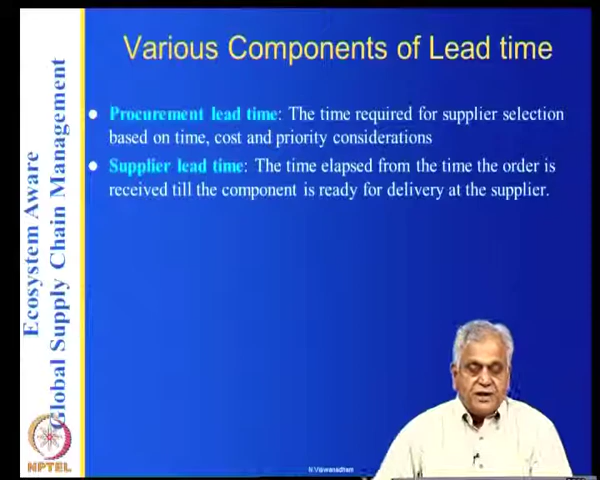 Various Components of Lead time
Procurement lead time: The time required for supplier selection
based on time, cost and priority considerations
Supplier lead time: The time elapsed from the time the order is
received till the component is ready for delivery at the supplier.
Ecosystem Aware
Global Supply Chain Management
NPTEL
N.Viswanadham